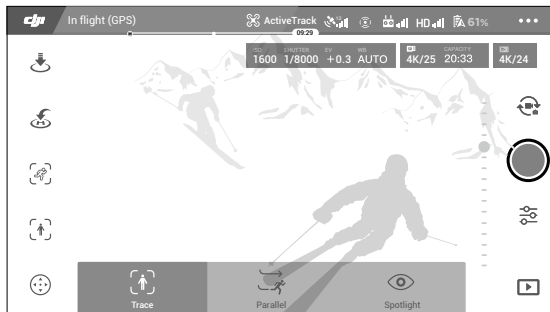 dji In flight (GPS) ActiveTrack HD 61%
09:29
ISO SHUTTER EV WB CAPACITY
1600 1/8000 +0.3 AUTO 4K/25 20:33 4K/24
Trace Parallel Spotlight